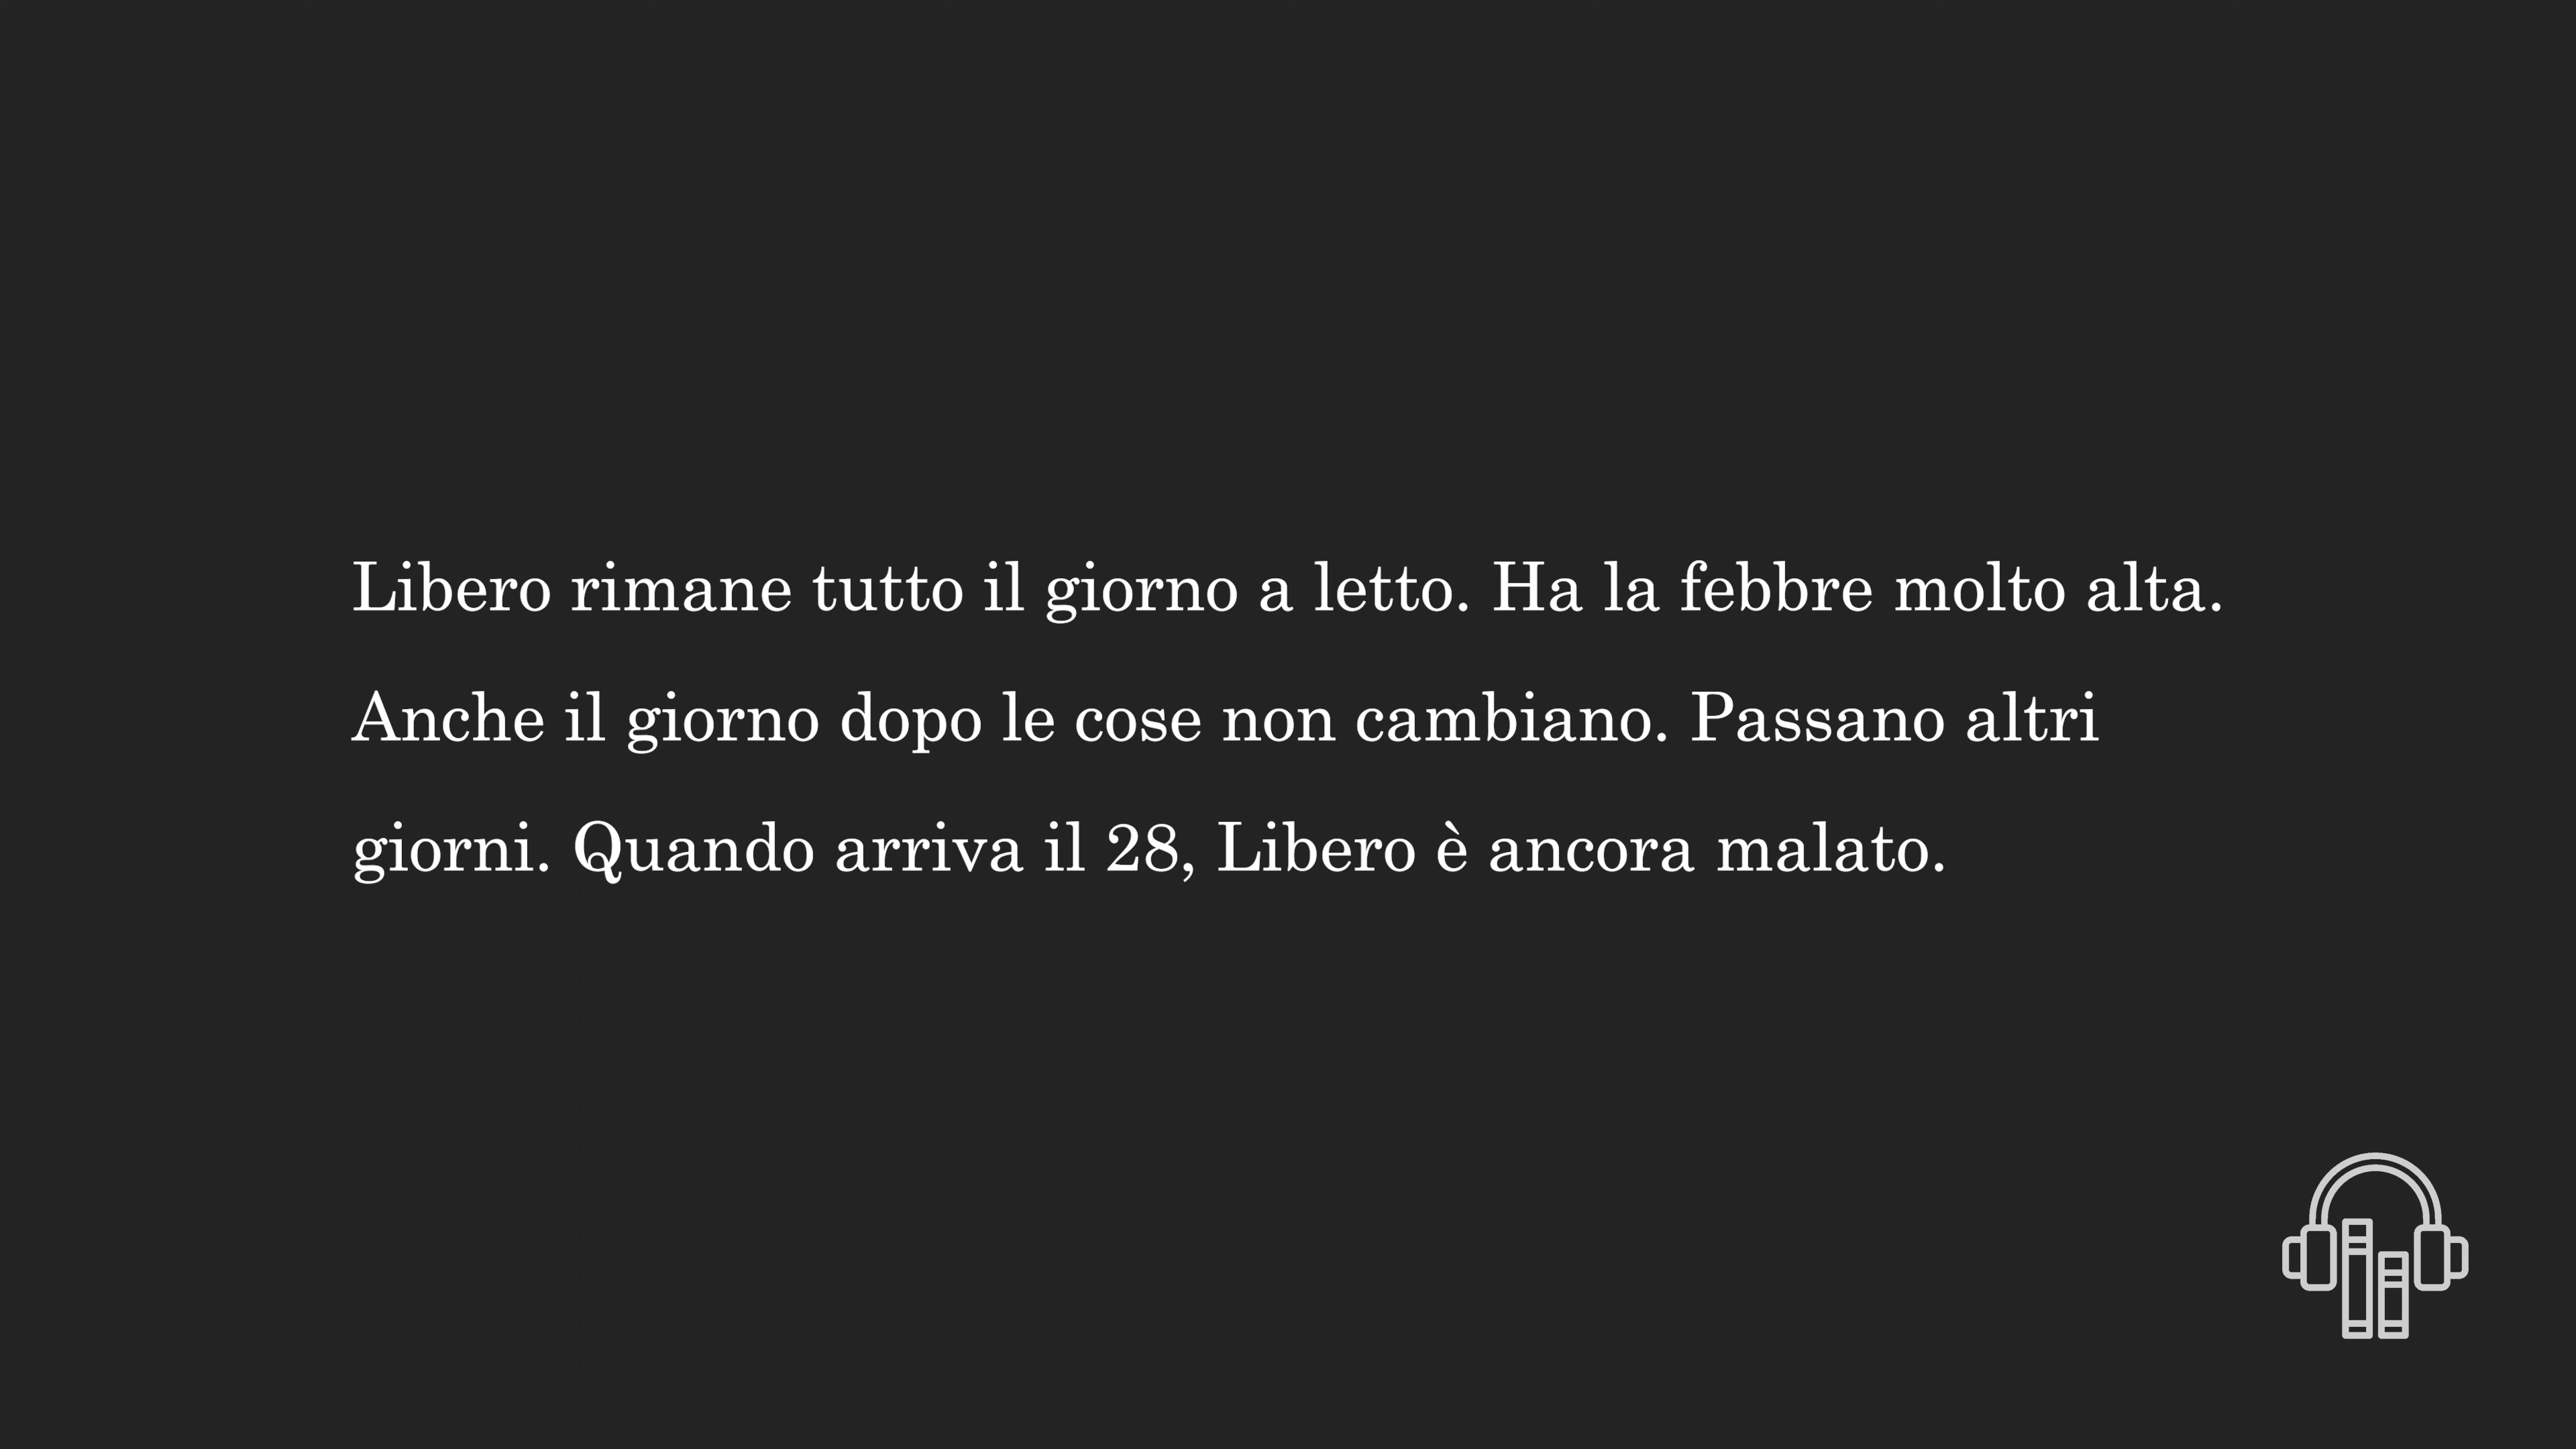 Libero rimane tutto il giorno a letto. Ha la febbre molto alta.
Anche il giorno dopo le cose non cambiano. Passano altri
giorni. Quando arriva il 28, Libero è ancora malato.